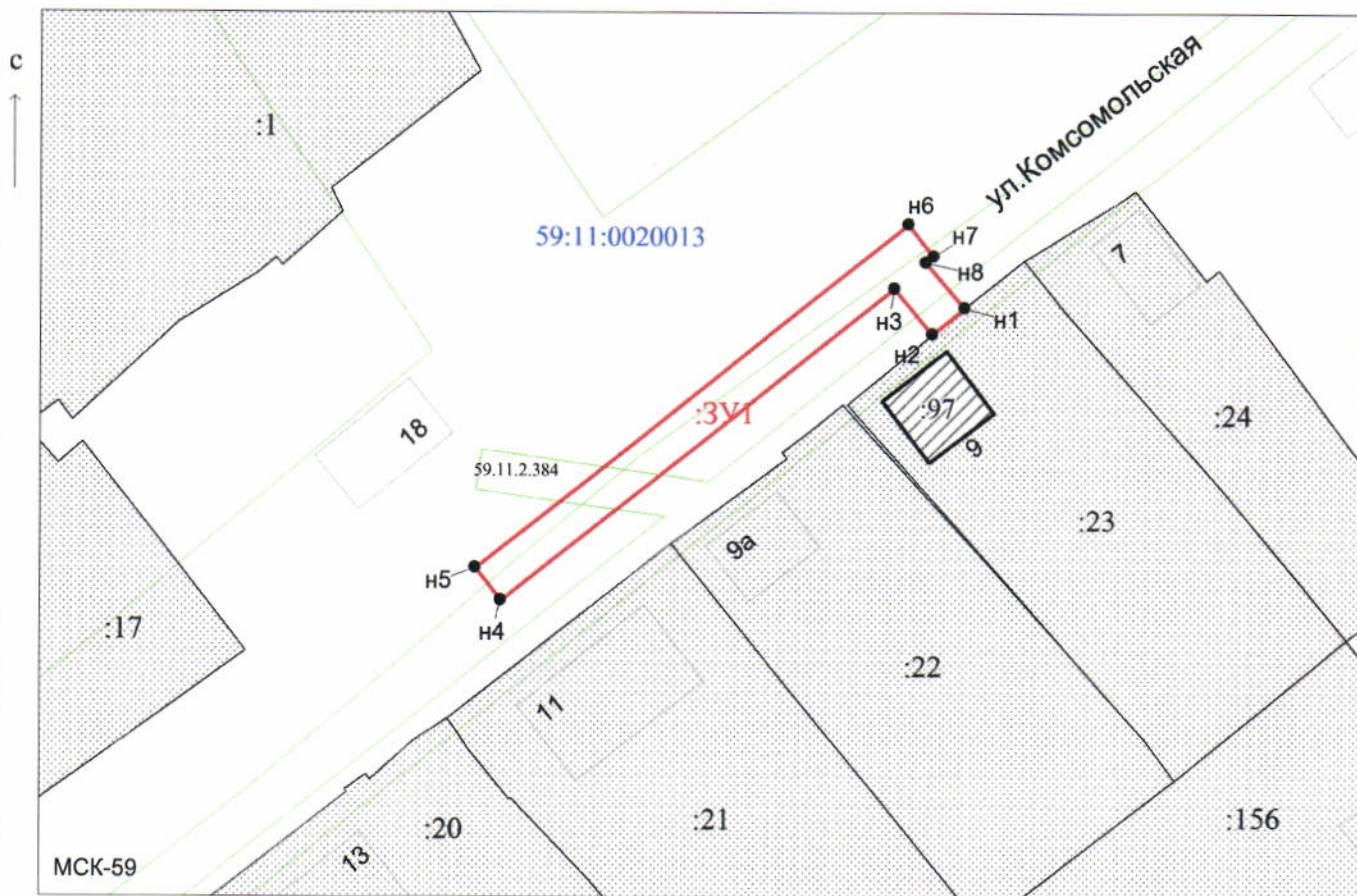 с
:1
ул.Комсомольская
59:11:0020013
н6
н7
н8
н3
н1
н2
7
:97
9
:24
:ЗУ1
18
59.11.2.384
:23
9а
н5
н4
:17
:22
11
:20
:21
:156
13
МСК-59